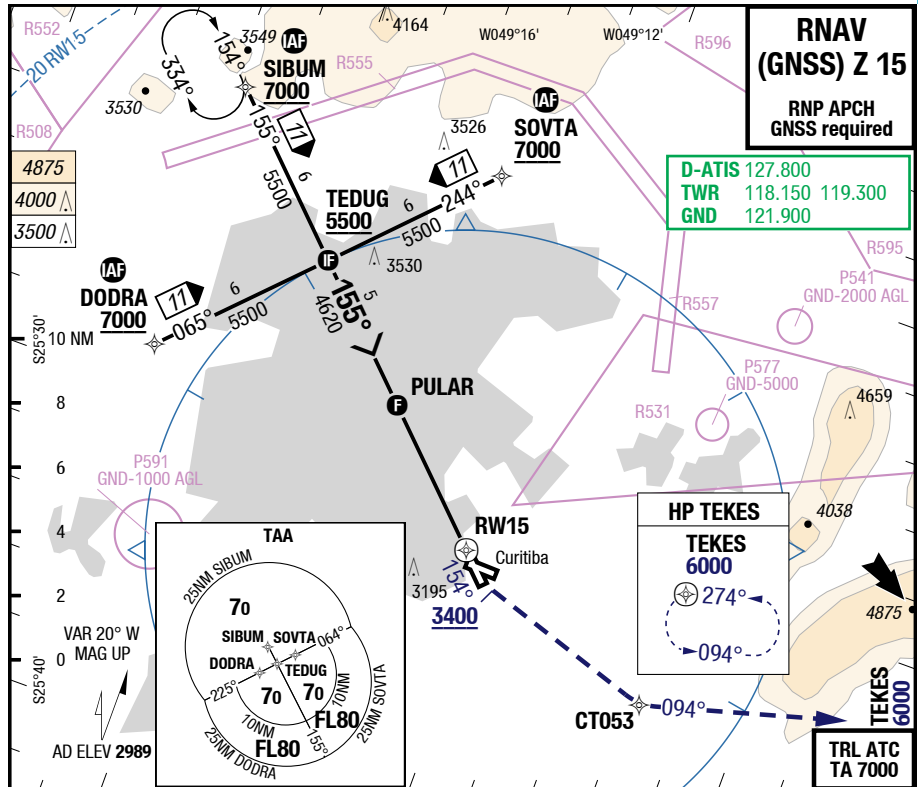 RNAV
(GNSS) Z 15
RNP APCH
GNSS required
D-ATIS 127.800
TWR 118.150 119.300
GND 121.900
R552
20 RW15
R508
154°
334°
3549
3530
IAF
SIBUM
7000
4164
W049°16'
W049°12'
R596
R555
IAF
SOVTA
7000
3526
155°
11
6
5500
11
6
244°
5500
4875
4000
3500
TEDUG
5500
IF
3530
IAF
DODRA
7000
11
6
065°
5500
155°
5
4620
R595
P541
GND-2000 AGL
R557
S25°30'
10 NM
8
6
4
2
0
PULAR
F
P577
GND-5000
R531
4659
P591
GND-1000 AGL
RW15
Curitiba
154°
3400
3195
4038
4875
HP TEKES
TEKES
6000
274°
094°
TAA
25NM SIBUM
70
SIBUM
SOVTA
064°
DODRA
TEDUG
225°
70
70
10NM
10NM
FL80
FL80
155°
25NM SOVTA
25NM DODRA
VAR 20° W
MAG UP
S25°40'
AD ELEV 2989
CT053
094°
TEKES
6000
TRL ATC
TA 7000